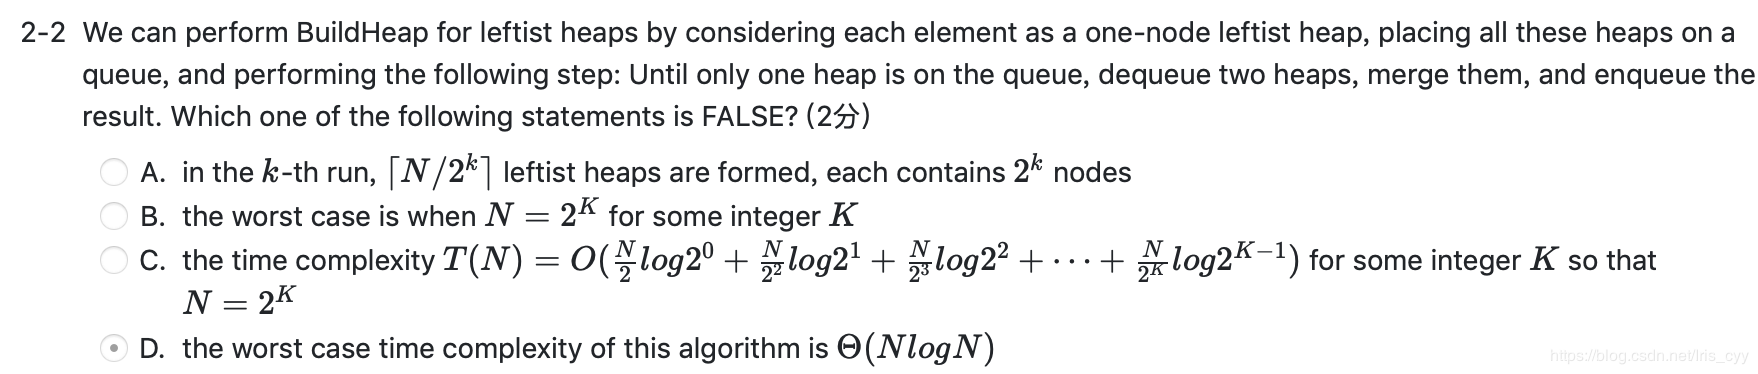 2-2 We can perform BuildHeap for leftist heaps by considering each element as a one-node leftist heap, placing all these heaps on a
queue, and performing the following step: Until only one heap is on the queue, dequeue two heaps, merge them, and enqueue the
result. Which one of the following statements is FALSE? (2分)
A. in the k-th run, ⌈N/2^k⌉ leftist heaps are formed, each contains 2^k nodes
B. the worst case is when N = 2^K for some integer K
C. the time complexity T(N) = O(\frac{N}{2}log2^0 + \frac{N}{2^2}log2^1 + \frac{N}{2^3}log2^2 + ··· + \frac{N}{2^K}log2^{K-1}) for some integer K so that
N = 2^K
D. the worst case time complexity of this algorithm is Θ(NlogN)
https://blog.csdn.net/Iris_cyy